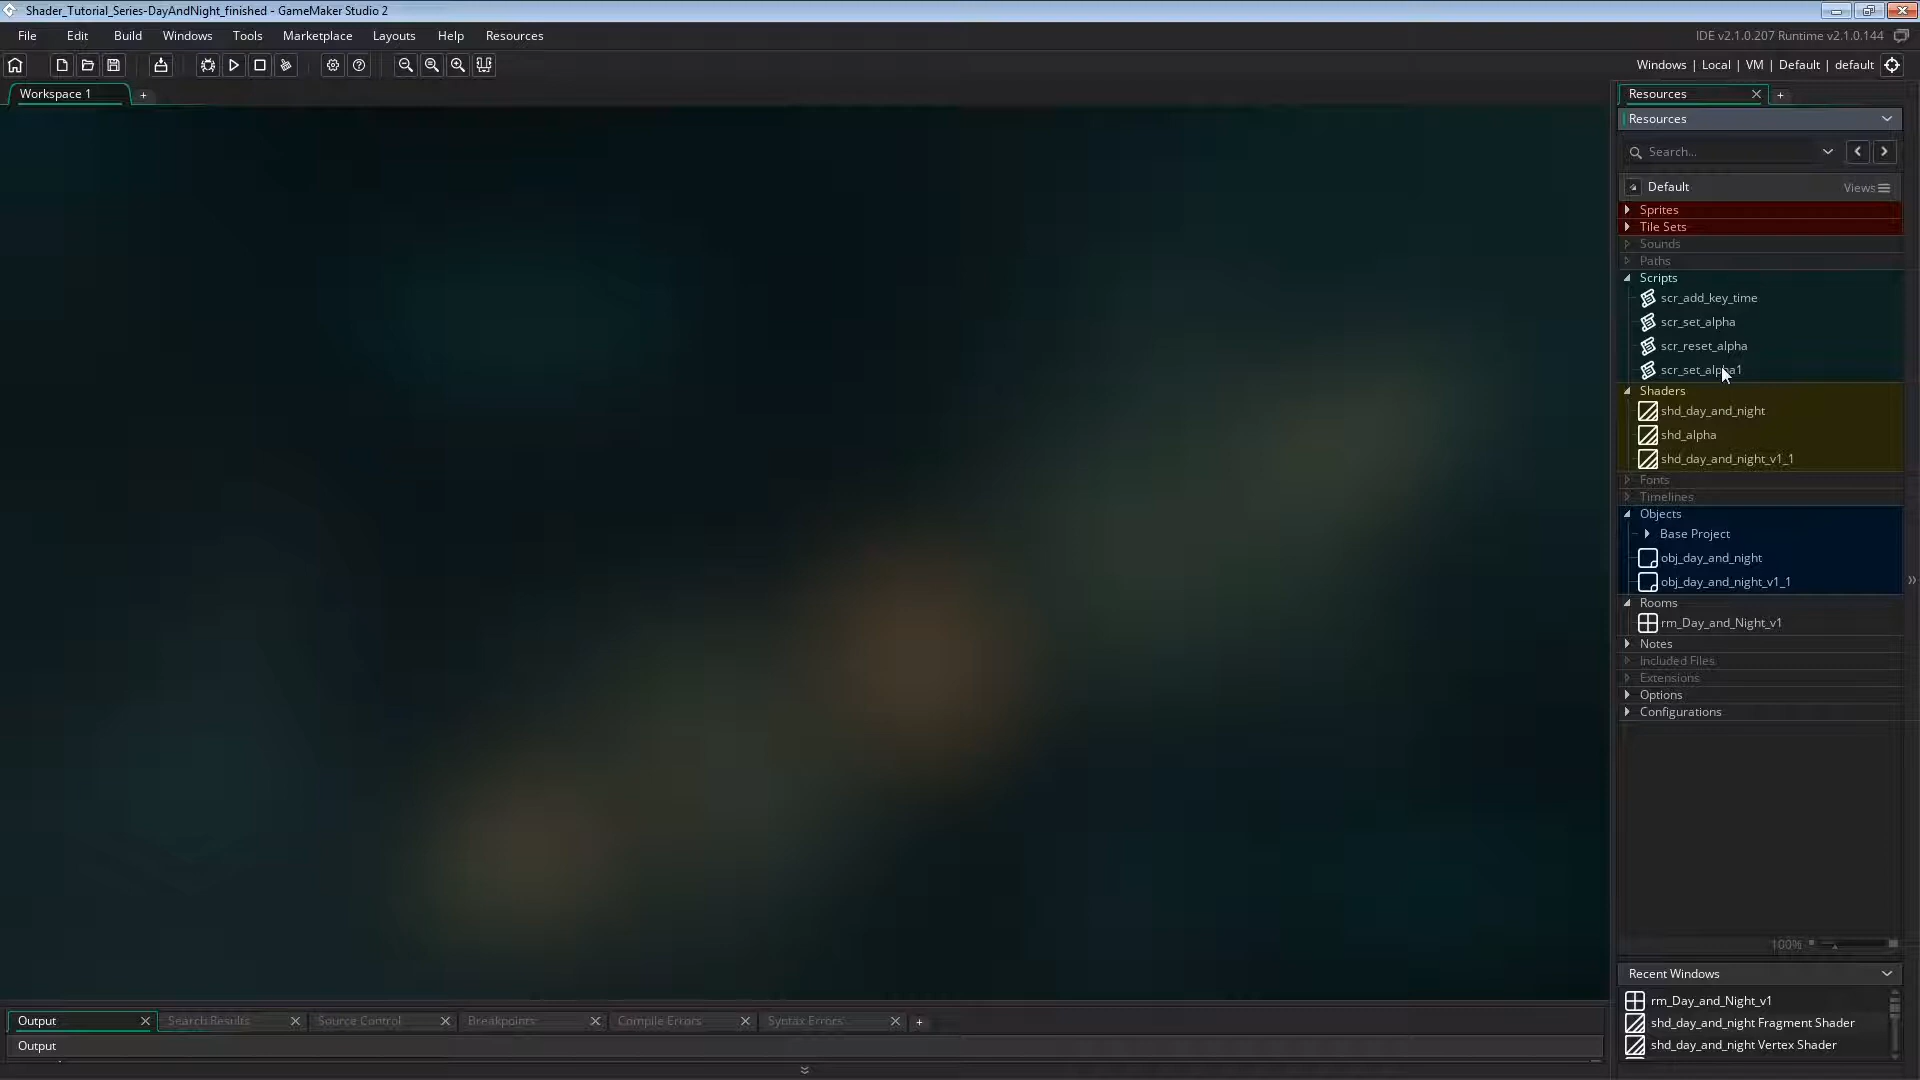 Shader_Tutorial_Series-DayAndNight_finished - GameMaker Studio 2
File Edit Build Windows Tools Marketplace Layouts Help Resources
IDE v2.1.0.207 Runtime v2.1.0.144
Windows | Local | VM | Default | default
Workspace 1
Resources
Resources
Search...
Default Views
Sprites
Tile Sets
Sounds
Paths
Scripts
scr_add_key_time
scr_set_alpha
scr_reset_alpha
scr_set_alpha1
Shaders
shd_day_and_night
shd_alpha
shd_day_and_night_v1_1
Fonts
Timelines
Objects
Base Project
obj_day_and_night
obj_day_and_night_v1_1
Rooms
rm_Day_and_Night_v1
Notes
Included Files
Extensions
Options
Configurations
100%
Recent Windows
rm_Day_and_Night_v1
shd_day_and_night Fragment Shader
shd_day_and_night Vertex Shader
Output Search Results Source Control Breakpoints Compile Errors Syntax Errors
Output